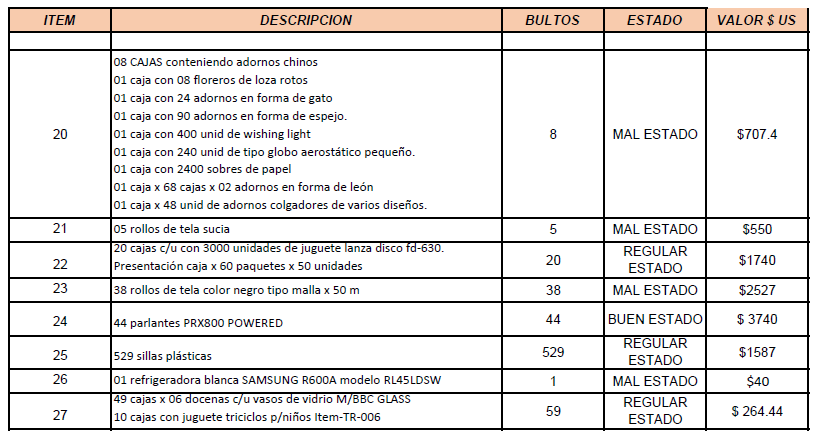 ITEM DESCRIPCION BULTOS ESTADO VALOR $ US
08 CAJAS conteniendo adornos chinos
01 caja con 08 floreros de loza rotos
01 caja con 24 adornos en forma de gato
01 caja con 90 adornos en forma de espejo.
20 01 caja con 400 unid de wishing light 8 MAL ESTADO $707.4
01 caja con 240 unid de tipo globo aerostático pequeño.
01 caja con 2400 sobres de papel
01 caja x 68 cajas x 02 adornos en forma de león
01 caja x 48 unid de adornos colgadores de varios diseños.
21 05 rollos de tela sucia 5 MAL ESTADO $550
20 cajas c/u con 3000 unidades de juguete lanza disco fd-630. REGULAR
22 Presentación caja x 60 paquetes x 50 unidades 20 ESTADO $1740
23 38 rollos de tela color negro tipo malla x 50 m 38 MAL ESTADO $2527
24 44 parlantes PRX800 POWERED 44 BUEN ESTADO $ 3740
REGULAR
25 529 sillas plásticas 529 ESTADO $1587
26 01 refrigeradora blanca SAMSUNG R600A modelo RL45LDSW 1 MAL ESTADO $40
49 cajas x 06 docenas c/u vasos de vidrio M/BBC GLASS REGULAR
27 10 cajas con juguete triciclos p/niños Item-TR-006 59 ESTADO $ 264.44